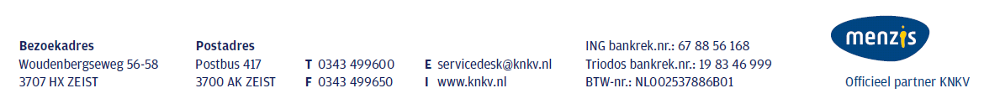 Bezoekadres
Woudenbergseweg 56-58
3707 HX ZEIST
Postadres
Postbus 417
3700 AK ZEIST
T 0343 499600
F 0343 499650
E servicedesk@knkv.nl
I www.knkv.nl
ING bankrek.nr.: 67 88 56 168
Triodos bankrek.nr.: 19 83 46 999
BTW-nr.: NL002537886B01
menzis
Officieel partner KNKV